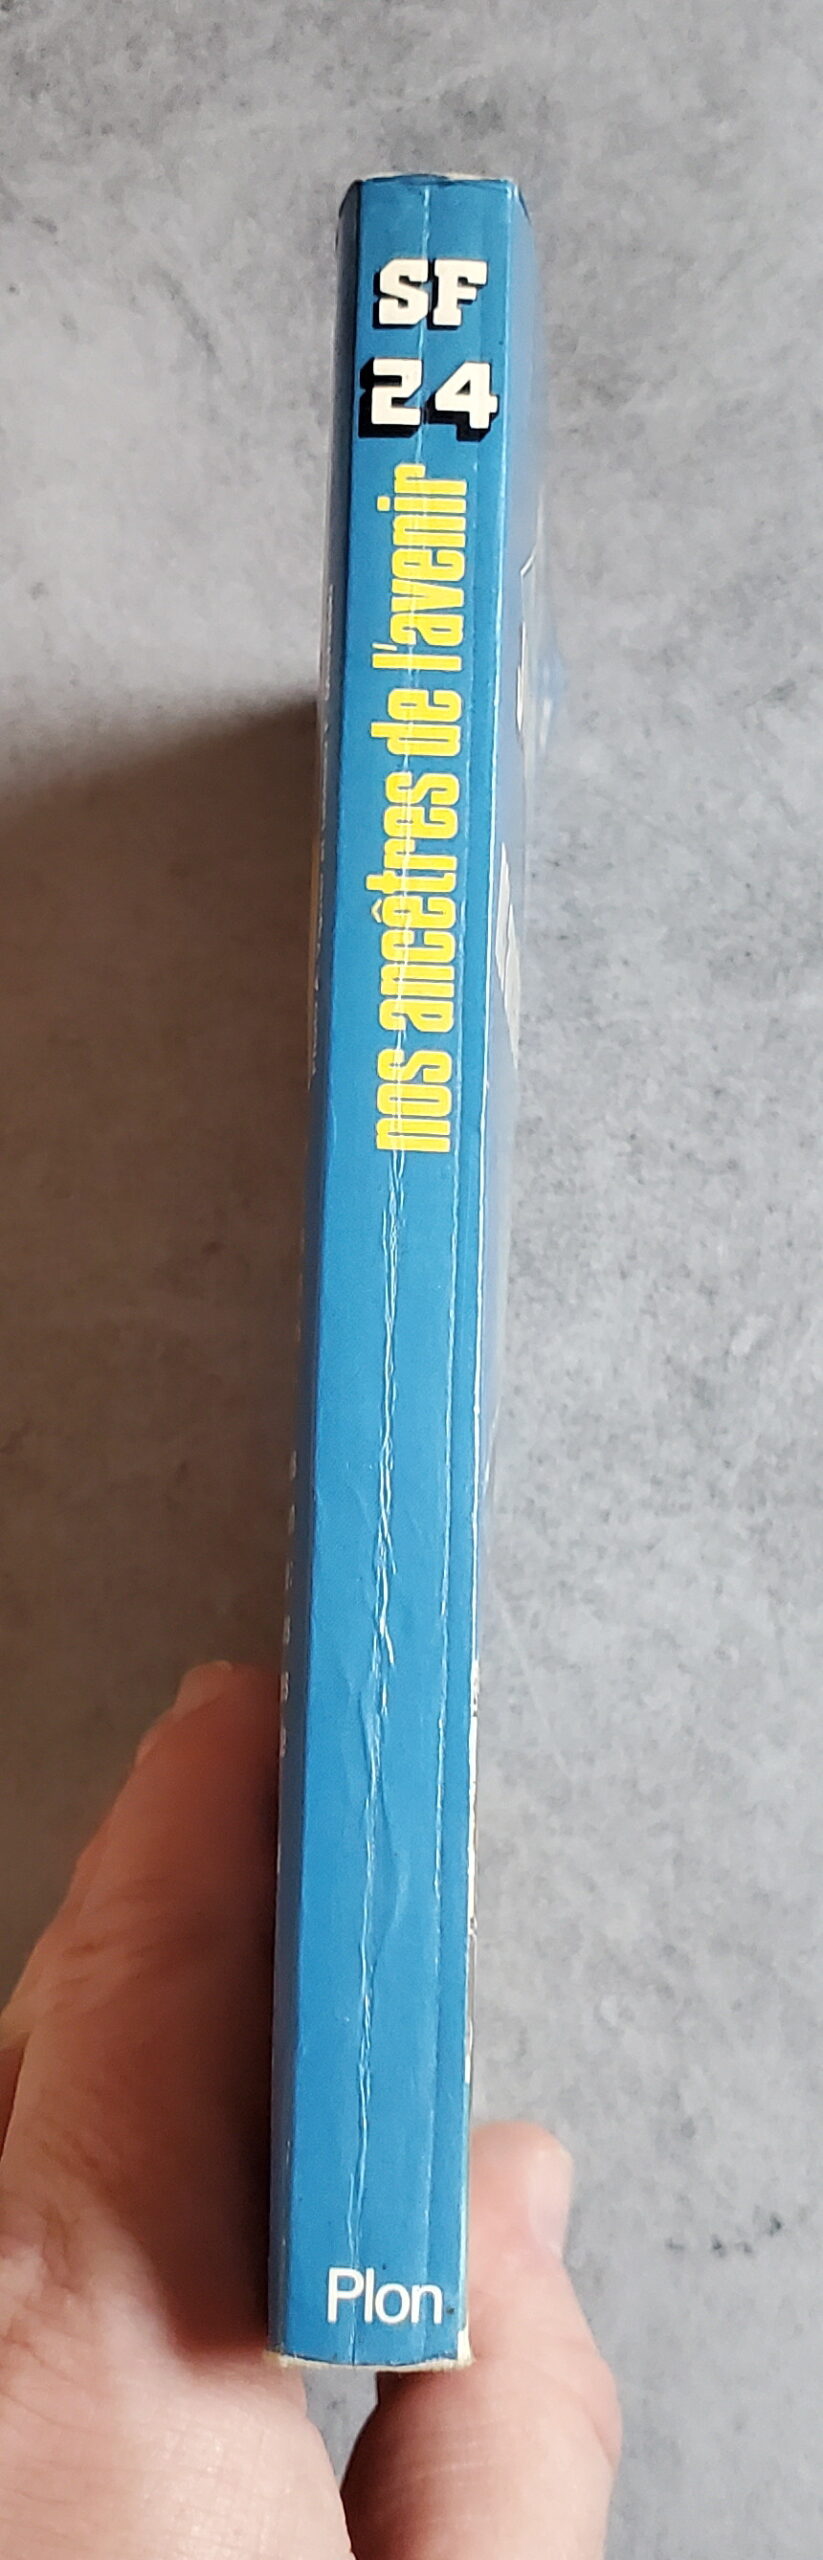 SF
24
nos ancêtres de l'avenir
Plon